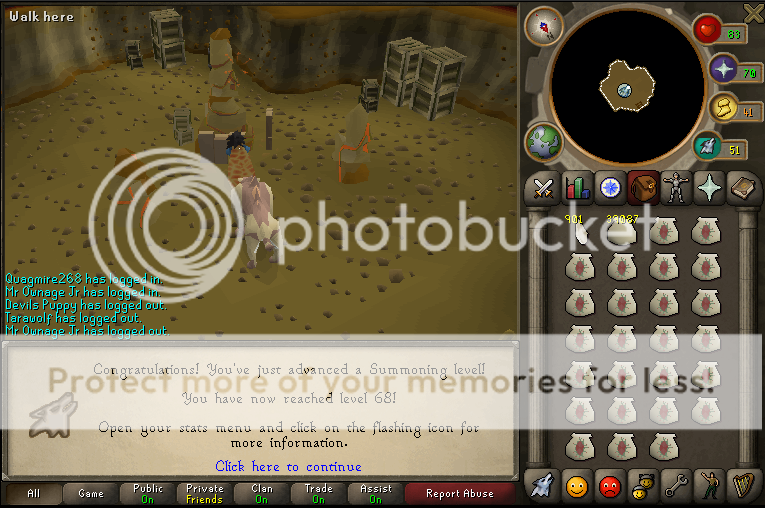 Walk here
83
70
41
51
901 39087
Quagmire268 has logged in.
Mr Ownage Jr has logged in.
Devils Puppy has logged out.
Tarawolf has logged out.
Mr Ownage Jr has logged out.
photobucket
Protect more of your memories for less!
Congratulations! You've just advanced a Summoning level!
You have now reached level 68!
Open your stats menu and click on the flashing icon for
more information.
Click here to continue
All
Game
Public
On
Private
Friends
Clan
On
Trade
On
Assist
On
Report Abuse